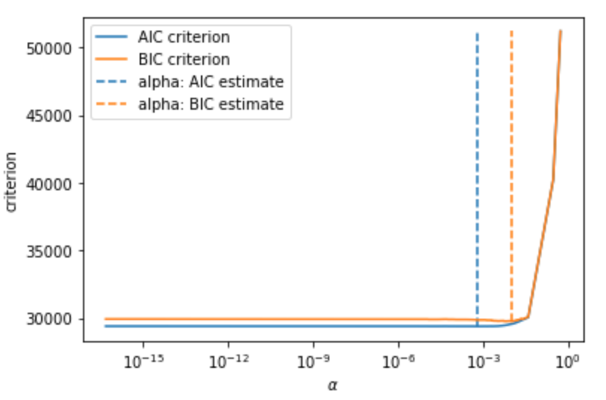 AIC criterion
BIC criterion
alpha: AIC estimate
alpha: BIC estimate
50000
45000
40000
35000
30000
criterion
10⁻¹⁵
10⁻¹²
10⁻⁹
10⁻⁶
10⁻³
10⁰
α